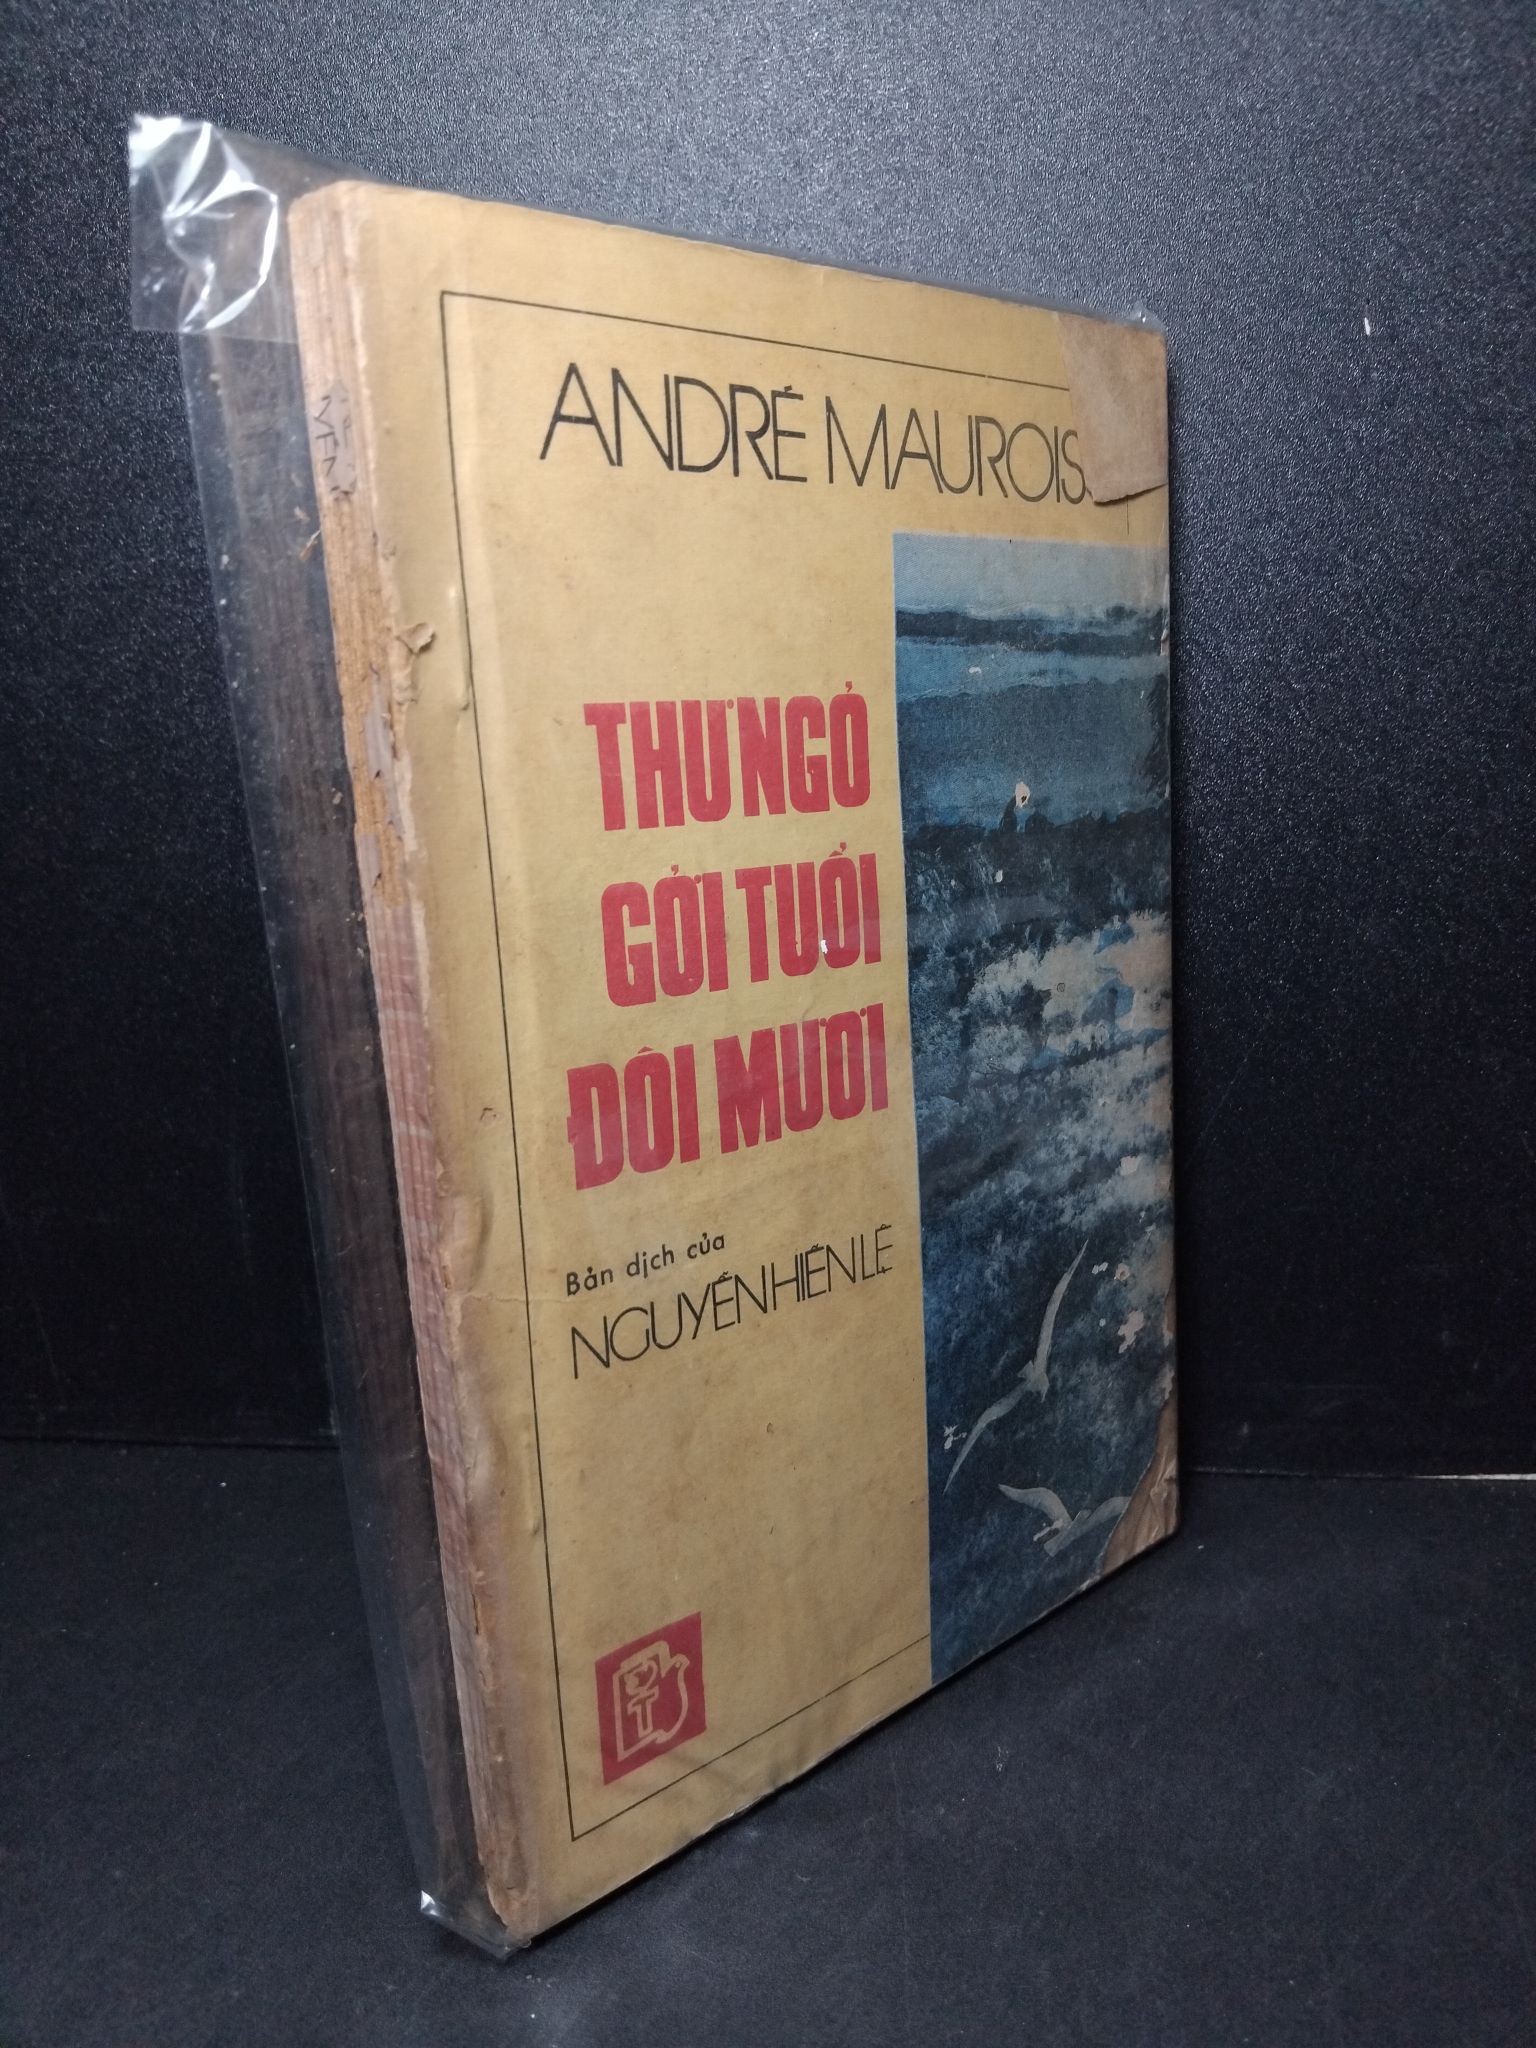 ANDRÉ MAUROIS
THƯ NGỎ
GỞI TUỔI
ĐÔI MƯƠI
Bản dịch của
NGUYỄN HIẾN LÊ